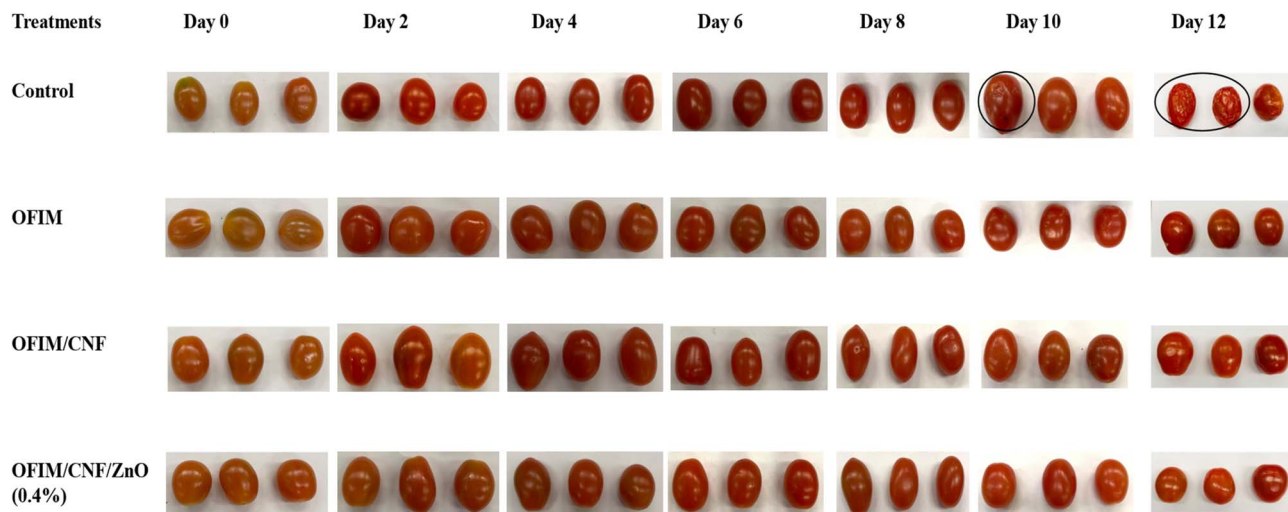 Treatments Day 0 Day 2 Day 4 Day 6 Day 8 Day 10 Day 12
Control
OFIM
OFIM/CNF
OFIM/CNF/ZnO
(0.4%)